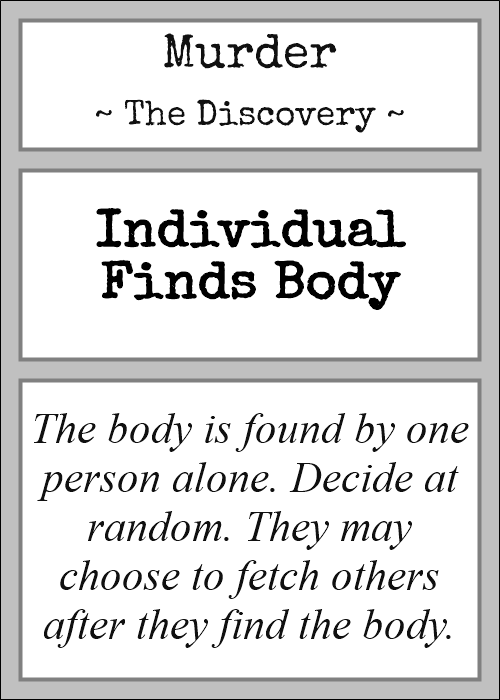 Murder
~ The Discovery ~
Individual
Finds Body
The body is found by one
person alone. Decide at
random. They may
choose to fetch others
after they find the body.